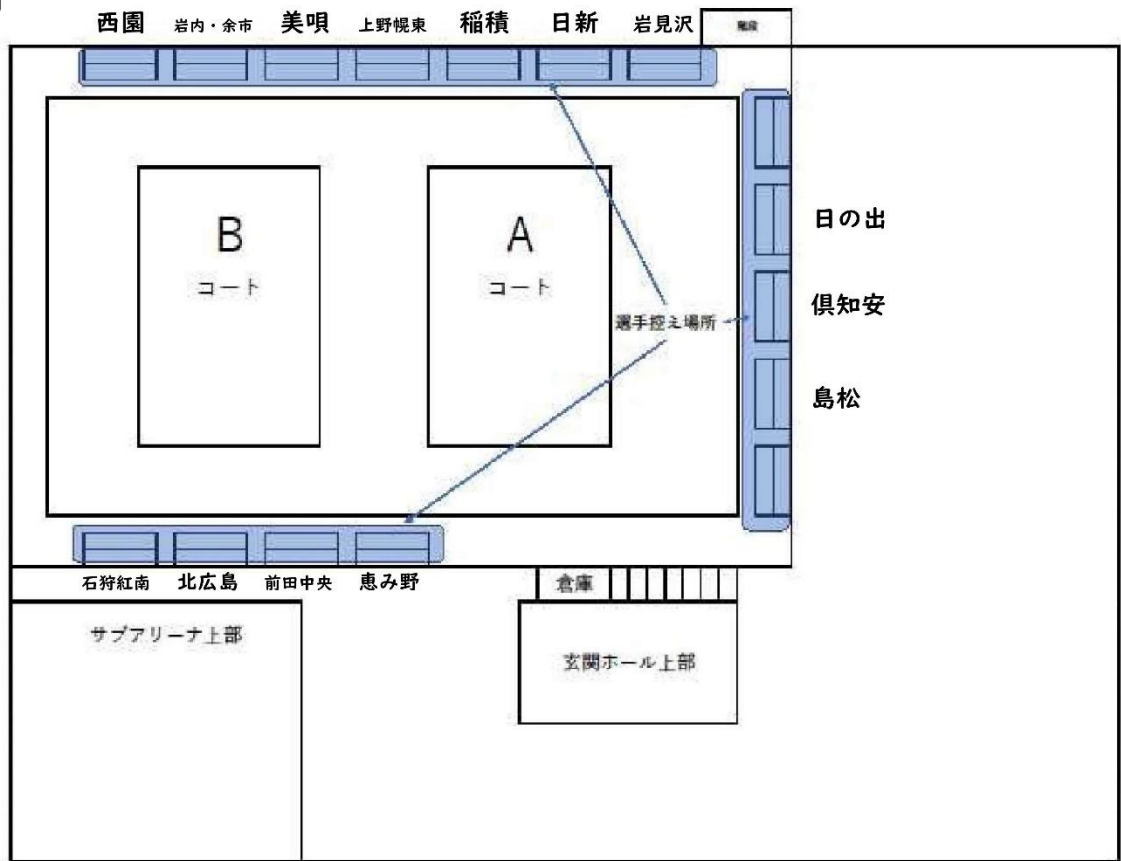 西園 岩内・余市 美唄 上野幌東 稲積 日新 岩見沢 階段
B
コート
A
コート
日の出
倶知安
選手控え場所
島松
石狩紅南 北広島 前田中央 恵み野 倉庫
サブアリーナ上部
玄関ホール上部